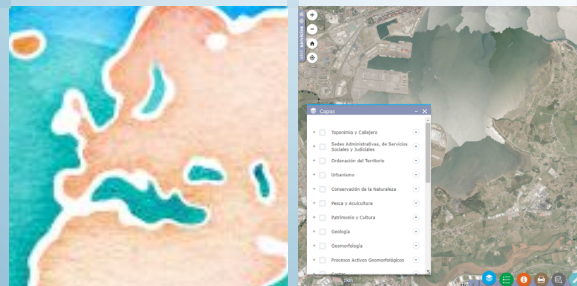 Capas
Toponimia y Callejero
Sedes Administrativas, de Servicios
Sociales y Judiciales
Ordenación del Territorio
Urbanismo
Conservación de la Naturaleza
Pesca y Acuicultura
Patrimonio y Cultura
Geología
Geomorfología
Procesos Activos Geomorfológicos